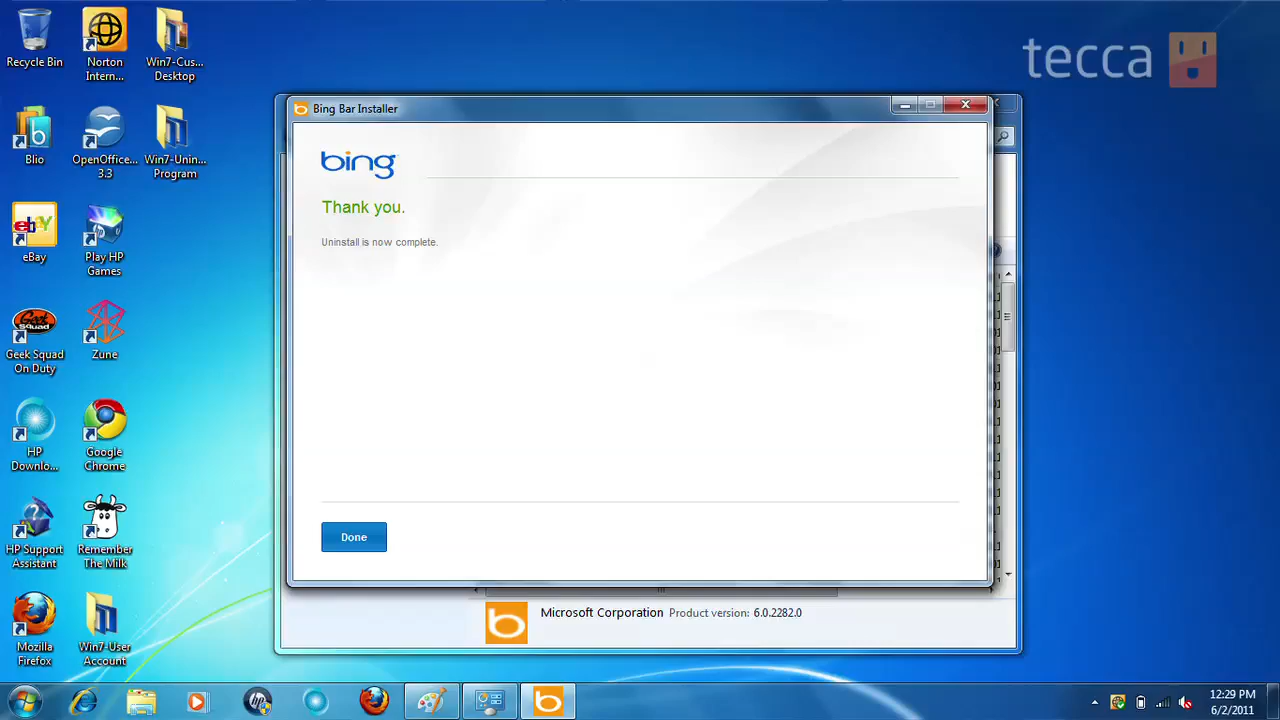 Recycle Bin
Norton
Intern...
Win7-Cus...
Desktop
tecca
Bing Bar Installer
bing
Thank you.
Uninstall is now complete.
Done
Blio
OpenOffice...
3.3
Win7-Unin...
Program
ebay
eBay
Play HP
Games
Geek Squad
Geek Squad
On Duty
Zune
HP
Downlo...
Google
Chrome
HP Support
Assistant
Remember
The Milk
Mozilla
Firefox
Win7-User
Account
Microsoft Corporation Product version: 6.0.2282.0
12:29 PM
6/2/2011